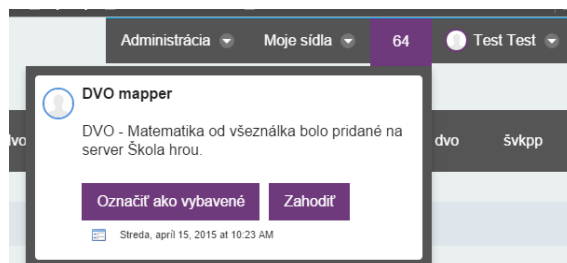 Administrácia Moje sídla 64 Test Test
DVO mapper
DVO - Matematika od všeználka bolo pridané na
server Škola hrou.
dvo švkpp
Označiť ako vybavené Zahodiť
Streda, apríl 15, 2015 at 10:23 AM